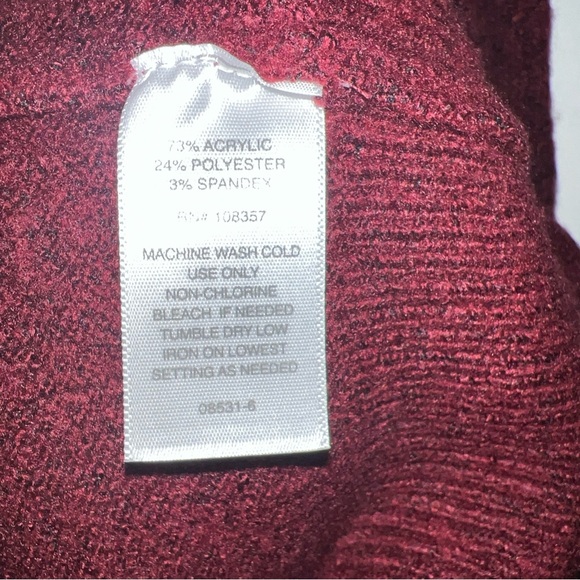 73% ACRYLIC
24% POLYESTER
3% SPANDEX
RN# 108357
MACHINE WASH COLD
USE ONLY
NON-CHLORINE
BLEACH IF NEEDED
TUMBLE DRY LOW
IRON ON LOWEST
SETTING AS NEEDED
08531-6